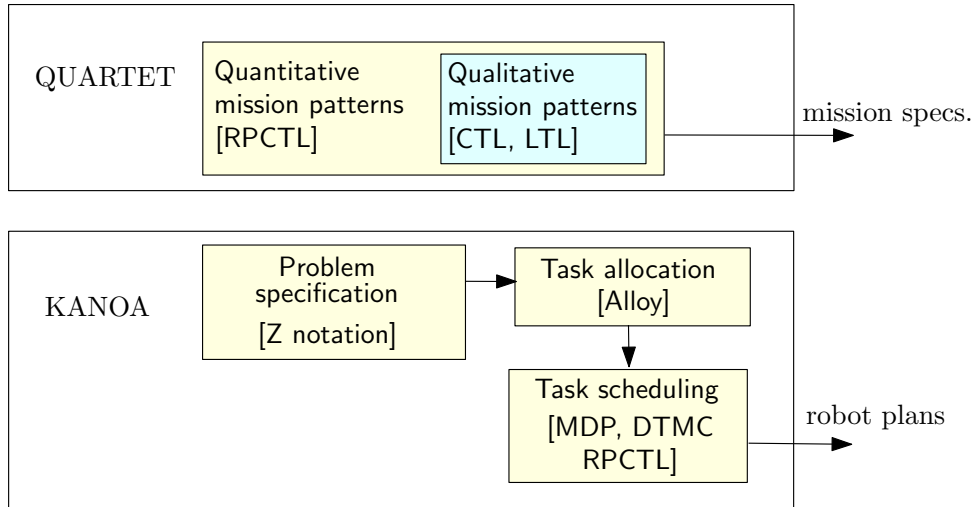 QUARTET
Quantitative
mission patterns
[RPCTL]
Qualitative
mission patterns
[CTL, LTL]
mission specs.
KANOA
Problem
specification
[Z notation]
Task allocation
[Alloy]
Task scheduling
[MDP, DTMC
RPCTL]
robot plans